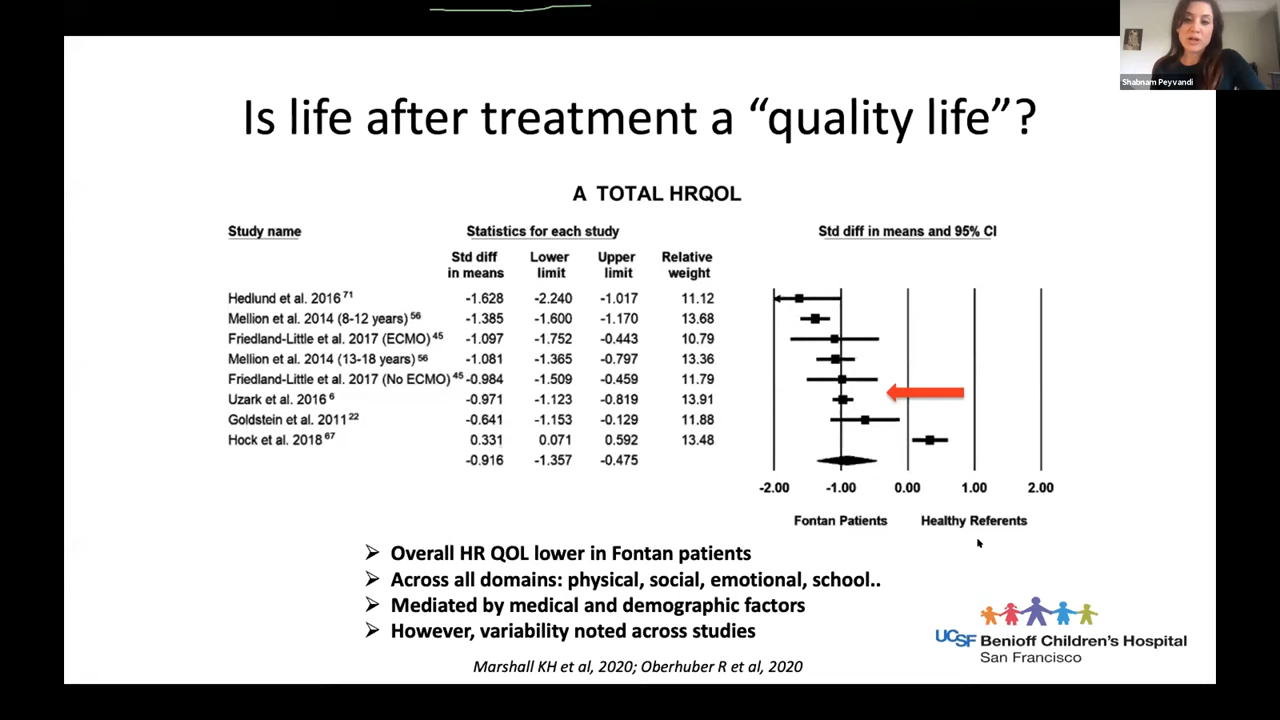 Shabnam Peyvandi
Is life after treatment a “quality life”?
A TOTAL HRQOL
Study name Statistics for each study Std diff in means and 95% CI
Std diff in means Lower limit Upper limit Relative weight
Hedlund et al. 2016 71 -1.628 -2.240 -1.017 11.12
Mellion et al. 2014 (8-12 years) 56 -1.385 -1.600 -1.170 13.68
Friedland-Little et al. 2017 (ECMO) 45 -1.097 -1.752 -0.443 10.79
Mellion et al. 2014 (13-18 years) 56 -1.081 -1.365 -0.797 13.36
Friedland-Little et al. 2017 (No ECMO) 45 -0.984 -1.509 -0.459 11.79
Uzark et al. 2016 6 -0.971 -1.123 -0.819 13.91
Goldstein et al. 2011 22 -0.641 -1.153 -0.129 11.88
Hock et al. 2018 67 0.331 0.071 0.592 13.48
-0.916 -1.357 -0.475
-2.00 -1.00 0.00 1.00 2.00
Fontan Patients Healthy Referents
➢ Overall HR QOL lower in Fontan patients
➢ Across all domains: physical, social, emotional, school..
➢ Mediated by medical and demographic factors
➢ However, variability noted across studies
UCSF Benioff Children’s Hospital
San Francisco
Marshall KH et al, 2020; Oberhuber R et al, 2020